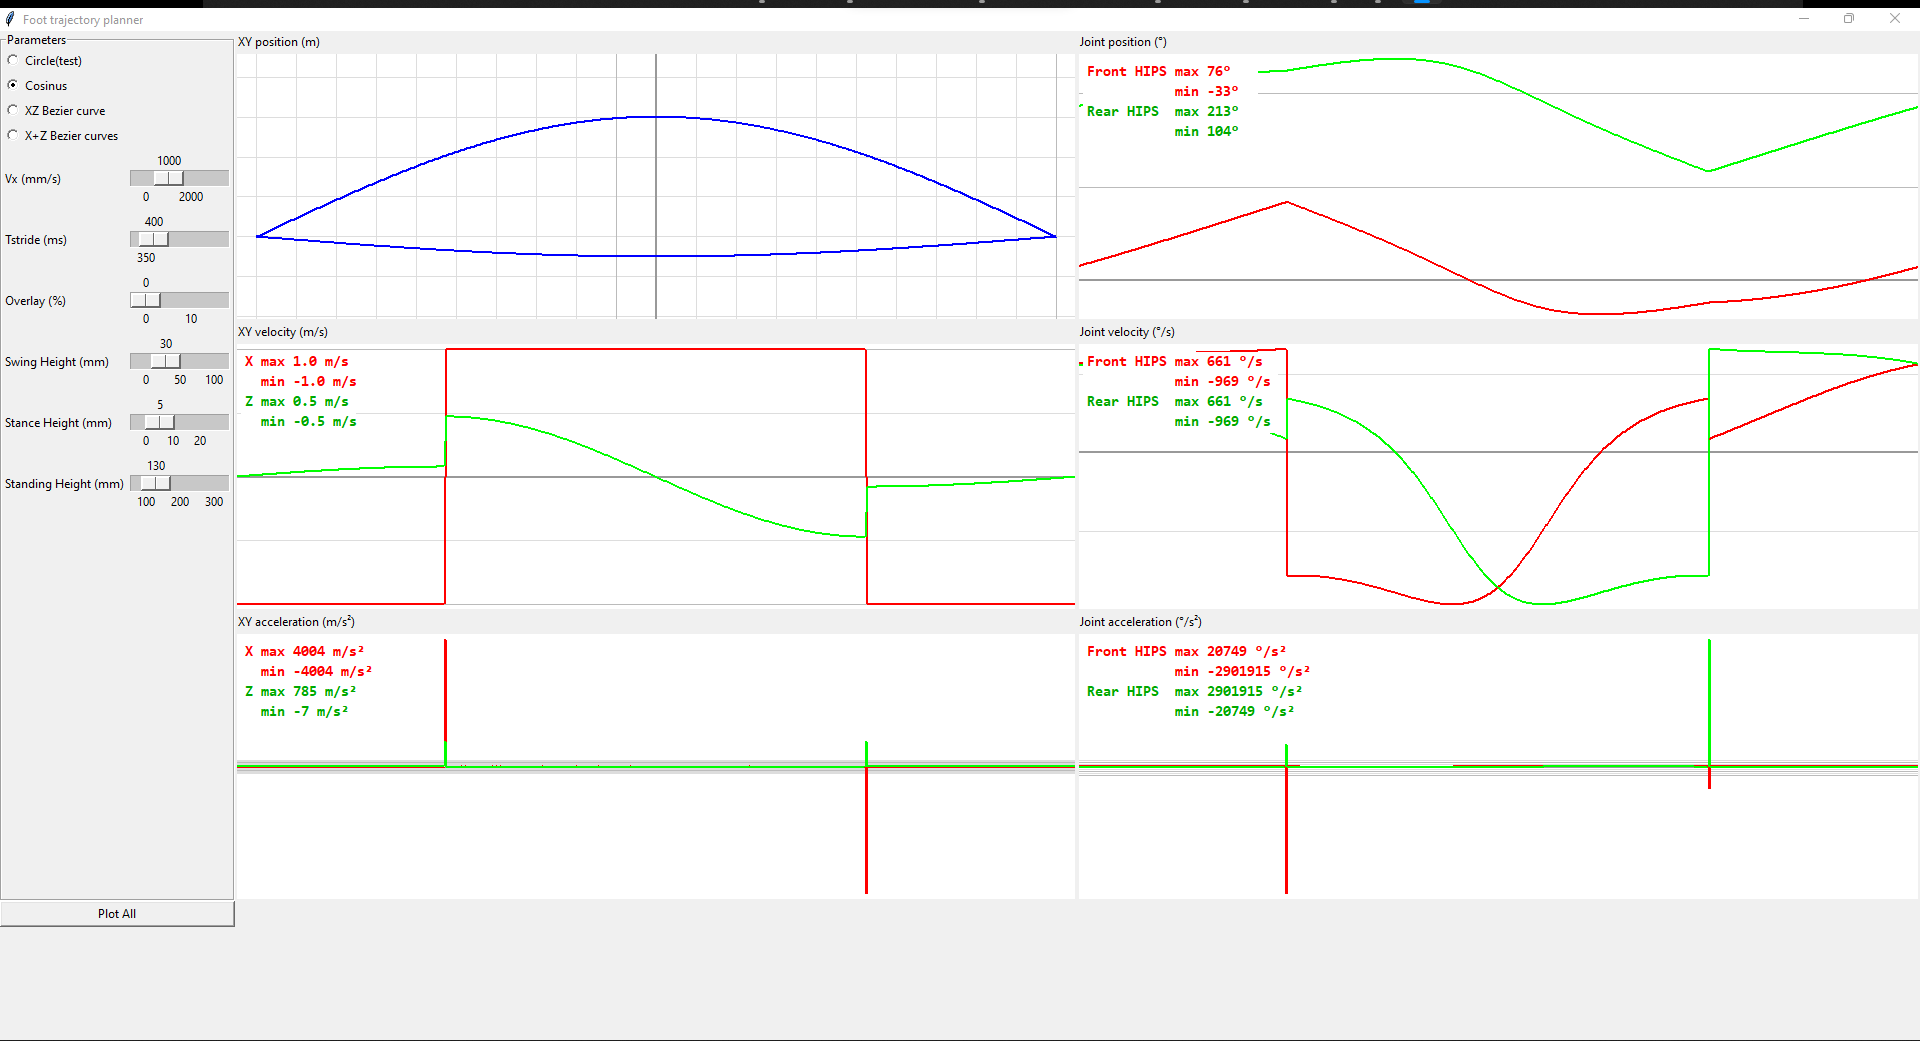 Foot trajectory planner
Parameters
Circle(test)
Cosinus
XZ Bezier curve
X+Z Bezier curves
1000
Vx (mm/s)
0 2000
400
Tstride (ms)
350
0
Overlay (%)
0 10
30
Swing Height (mm)
0 50 100
5
Stance Height (mm)
0 10 20
130
Standing Height (mm)
100 200 300
Plot All
XY position (m)
XY velocity (m/s)
X max 1.0 m/s
min -1.0 m/s
Z max 0.5 m/s
min -0.5 m/s
XY acceleration (m/s²)
X max 4004 m/s²
min -4004 m/s²
Z max 785 m/s²
min -7 m/s²
Joint position (°)
Front HIPS max 76°
min -33°
Rear HIPS max 213°
min 104°
Joint velocity (°/s)
Front HIPS max 661 °/s
min -969 °/s
Rear HIPS max 661 °/s
min -969 °/s
Joint acceleration (°/s²)
Front HIPS max 20749 °/s²
min -2901915 °/s²
Rear HIPS max 2901915 °/s²
min -20749 °/s²